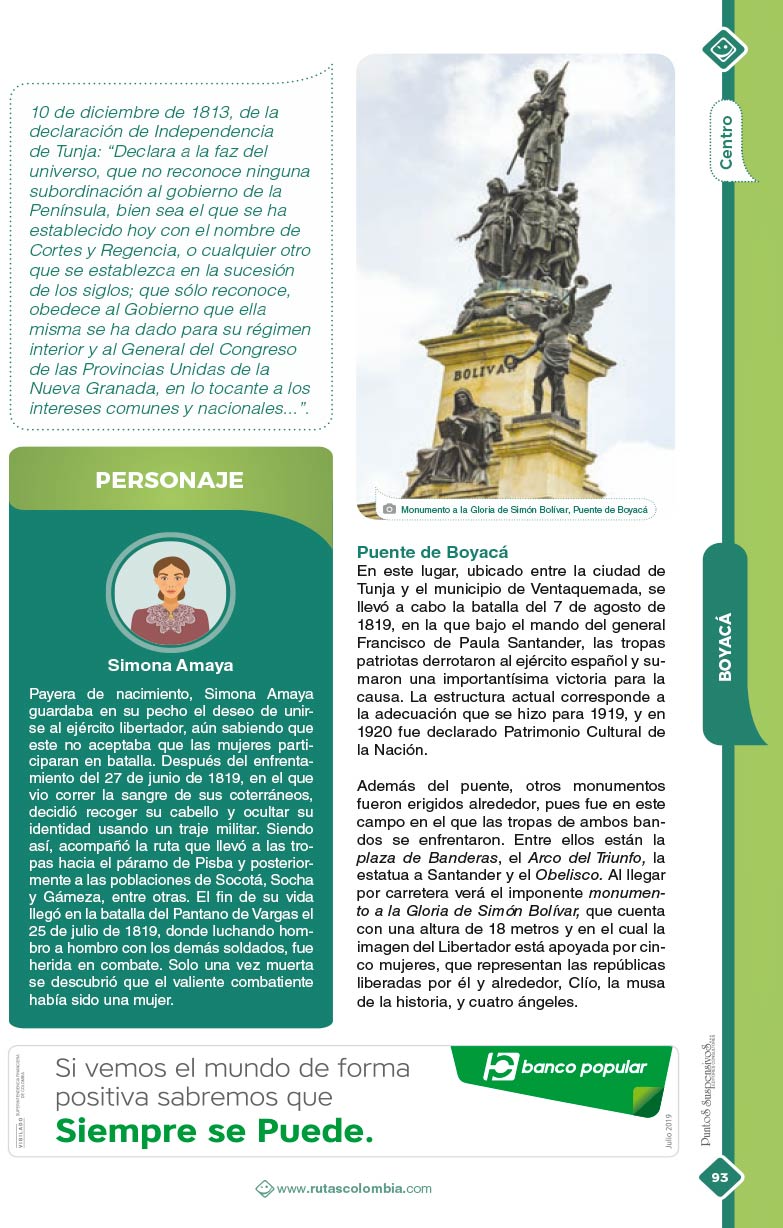 10 de diciembre de 1813, de la
declaración de Independencia
de Tunja: “Declara a la faz del
universo, que no reconoce ninguna
subordinación al gobierno de la
Península, bien sea el que se ha
establecido hoy con el nombre de
Cortes y Regencia, o cualquier otro
que se establezca en la sucesión
de los siglos; que sólo reconoce,
obedece al Gobierno que ella
misma se ha dado para su régimen
interior y al General del Congreso
de las Provincias Unidas de la
Nueva Granada, en lo tocante a los
intereses comunes y nacionales...”.
PERSONAJE
Simona Amaya
Payera de nacimiento, Simona Amaya
guardaba en su pecho el deseo de unir-
se al ejército libertador, aún sabiendo que
este no aceptaba que las mujeres parti-
ciparan en batalla. Después del enfrenta-
miento del 27 de junio de 1819, en el que
vio correr la sangre de sus coterráneos,
decidió recoger su cabello y ocultar su
identidad usando un traje militar. Siendo
así, acompañó la ruta que llevó a las tro-
pas hacia el páramo de Pisba y posterior-
mente a las poblaciones de Socotá, Socha
y Gámeza, entre otras. El fin de su vida
llegó en la batalla del Pantano de Vargas el
25 de julio de 1819, donde luchando hom-
bro a hombro con los demás soldados, fue
herida en combate. Solo una vez muerta
se descubrió que el valiente combatiente
había sido una mujer.
BOLIVAR
Monumento a la Gloria de Simón Bolívar, Puente de Boyacá
Puente de Boyacá
En este lugar, ubicado entre la ciudad de
Tunja y el municipio de Ventaquemada, se
llevó a cabo la batalla del 7 de agosto de
1819, en la que bajo el mando del general
Francisco de Paula Santander, las tropas
patriotas derrotaron al ejército español y su-
maron una importantísima victoria para la
causa. La estructura actual corresponde a
la adecuación que se hizo para 1919, y en
1920 fue declarado Patrimonio Cultural de
la Nación.
Además del puente, otros monumentos
fueron erigidos alrededor, pues fue en este
campo en el que las tropas de ambos ban-
dos se enfrentaron. Entre ellos están la
plaza de Banderas, el Arco del Triunfo, la
estatua a Santander y el Obelisco. Al llegar
por carretera verá el imponente monumen-
to a la Gloria de Simón Bolívar, que cuenta
con una altura de 18 metros y en el cual la
imagen del Libertador está apoyada por cin-
co mujeres, que representan las repúblicas
liberadas por él y alrededor, Clío, la musa
de la historia, y cuatro ángeles.
Centro
BOYACÁ
VIGILADO SUPERINTENDENCIA FINANCIERA
DE COLOMBIA
Si vemos el mundo de forma
positiva sabremos que
Siempre se Puede.
banco popular
Julio 2019
PuntoS SuspensivoS
93
www.rutascolombia.com